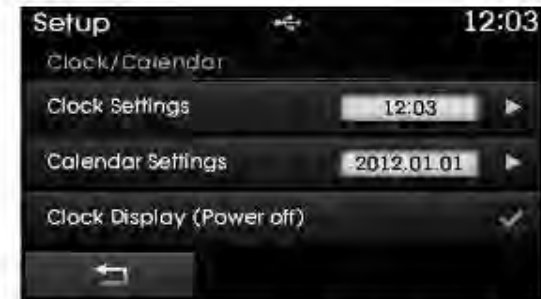 Setup 12:03
Clock/Calendar
Clock Settings 12:03
Calendar Settings 2012.01.01
Clock Display (Power off)